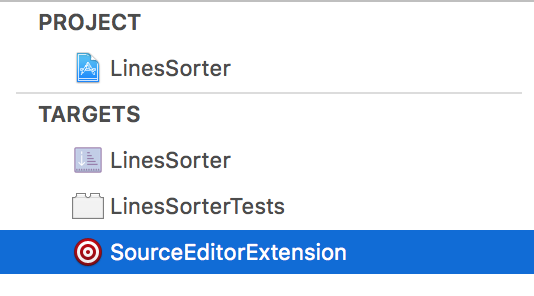 PROJECT
LinesSorter
TARGETS
LinesSorter
LinesSorterTests
SourceEditorExtension